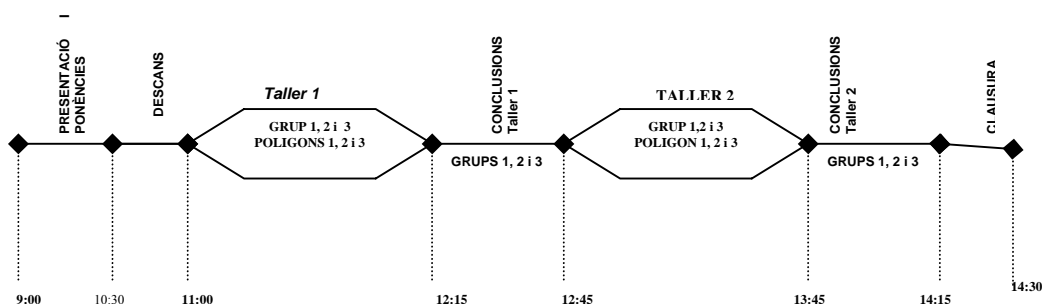 PRESENTACIÓ I
PONÈNCIES
DESCANS
Taller 1
GRUP 1, 2 i 3
POLIGONS 1, 2 i 3
CONCLUSIONS
Taller 1
GRUPS 1, 2 i 3
TALLER 2
GRUP 1,2 i 3
POLIGON 1, 2 i 3
CONCLUSIONS
Taller 2
GRUPS 1, 2 i 3
CLAUSURA
9:00
10:30
11:00
12:15
12:45
13:45
14:15
14:30